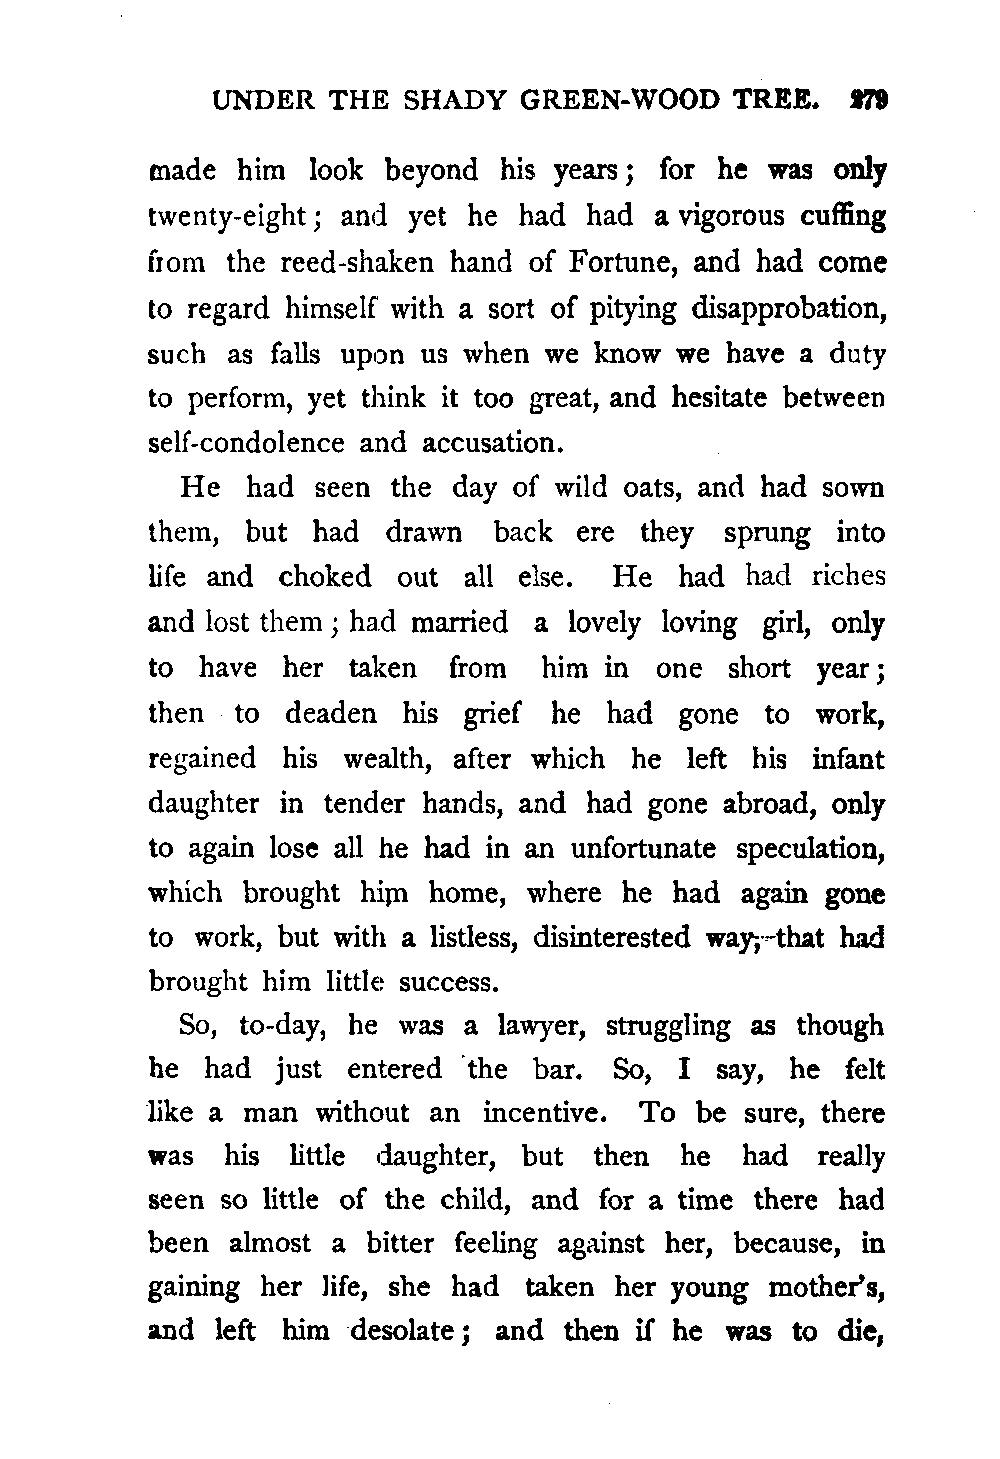 UNDER THE SHADY GREEN-WOOD TREE. 279
made him look beyond his years; for he was only
twenty-eight; and yet he had had a vigorous cuffing
from the reed-shaken hand of Fortune, and had come
to regard himself with a sort of pitying disapprobation,
such as falls upon us when we know we have a duty
to perform, yet think it too great, and hesitate between
self-condolence and accusation.
He had seen the day of wild oats, and had sown
them, but had drawn back ere they sprung into
life and choked out all else. He had had riches
and lost them; had married a lovely loving girl, only
to have her taken from him in one short year;
then to deaden his grief he had gone to work,
regained his wealth, after which he left his infant
daughter in tender hands, and had gone abroad, only
to again lose all he had in an unfortunate speculation,
which brought him home, where he had again gone
to work, but with a listless, disinterested way, that had
brought him little success.
So, to-day, he was a lawyer, struggling as though
he had just entered the bar. So, I say, he felt
like a man without an incentive. To be sure, there
was his little daughter, but then he had really
seen so little of the child, and for a time there had
been almost a bitter feeling against her, because, in
gaining her life, she had taken her young mother's,
and left him desolate; and then if he was to die,